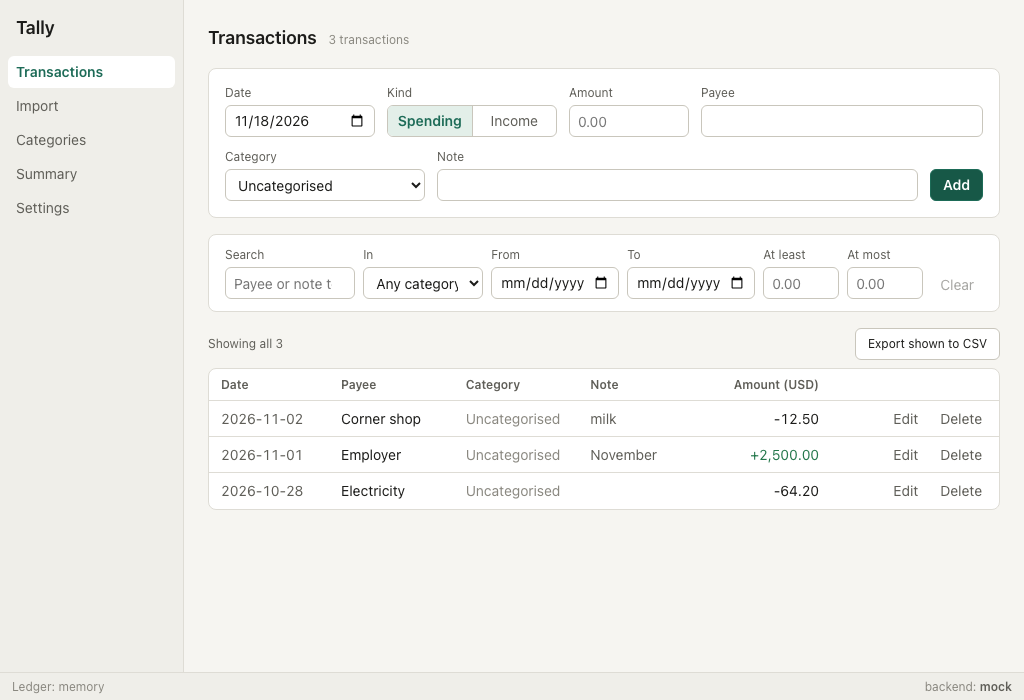 Tally
Transactions
Import
Categories
Summary
Settings
Transactions 3 transactions
Date Kind Amount Payee
11/18/2026 Spending Income 0.00
Category Note
Uncategorised Add
Search In From To At least At most
Payee or note t Any category mm/dd/yyyy mm/dd/yyyy 0.00 0.00 Clear
Showing all 3 Export shown to CSV
Date Payee Category Note Amount (USD)
2026-11-02 Corner shop Uncategorised milk -12.50 Edit Delete
2026-11-01 Employer Uncategorised November +2,500.00 Edit Delete
2026-10-28 Electricity Uncategorised -64.20 Edit Delete
Ledger: memory backend: mock